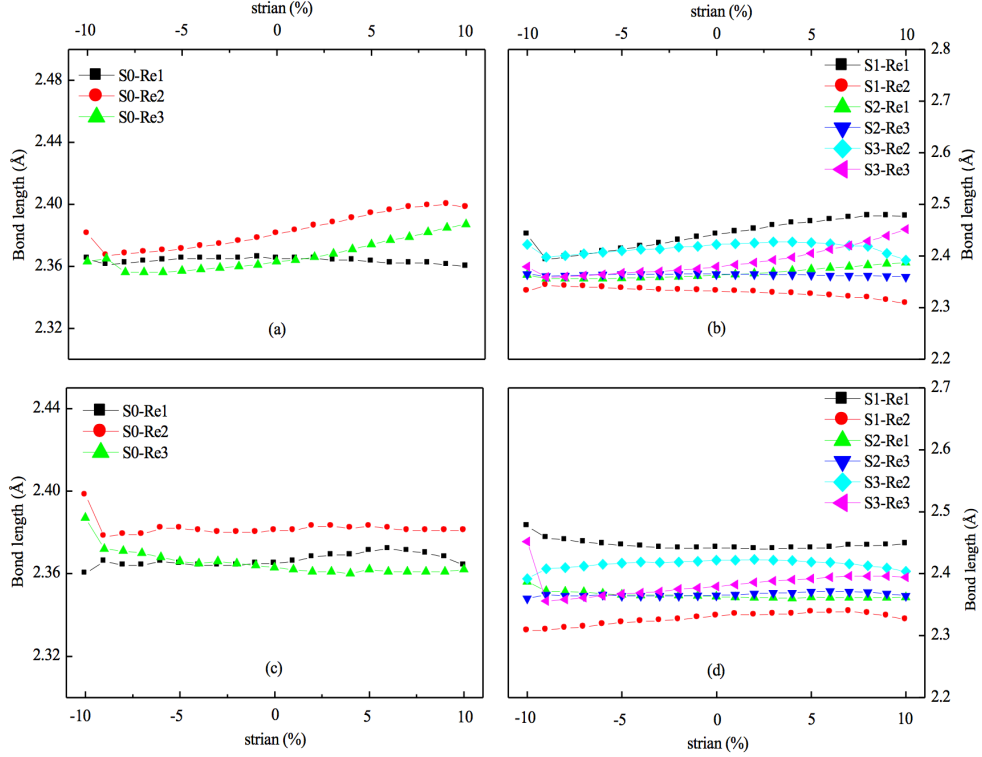 strian (%)
-10 -5 0 5 10
Bond length (Å)
2.48
2.44
2.40
2.36
2.32
S0-Re1
S0-Re2
S0-Re3
(a)
strian (%)
-10 -5 0 5 10
S1-Re1
S1-Re2
S2-Re1
S2-Re3
S3-Re2
S3-Re3
(b)
2.8
2.7
2.6
2.5
2.4
2.3
2.2
Bond length (Å)
Bond length (Å)
2.44
2.40
2.36
2.32
S0-Re1
S0-Re2
S0-Re3
(c)
-10 -5 0 5 10
strian (%)
S1-Re1
S1-Re2
S2-Re1
S2-Re3
S3-Re2
S3-Re3
(d)
2.7
2.6
2.5
2.4
2.3
2.2
Bond length (Å)
-10 -5 0 5 10
strian (%)